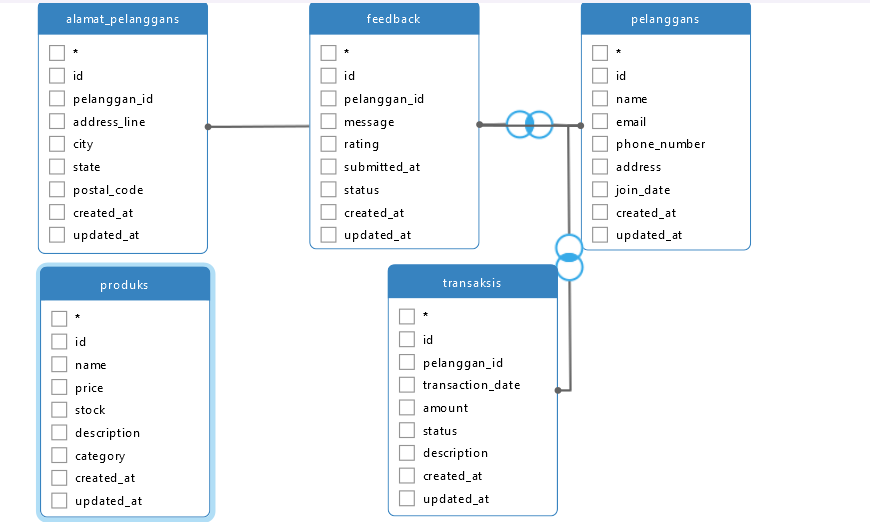 alamat_pelanggans
*
id
pelanggan_id
address_line
city
state
postal_code
created_at
updated_at
feedback
*
id
pelanggan_id
message
rating
submitted_at
status
created_at
updated_at
pelanggans
*
id
name
email
phone_number
address
join_date
created_at
updated_at
produks
*
id
name
price
stock
description
category
created_at
updated_at
transaksis
*
id
pelanggan_id
transaction_date
amount
status
description
created_at
updated_at